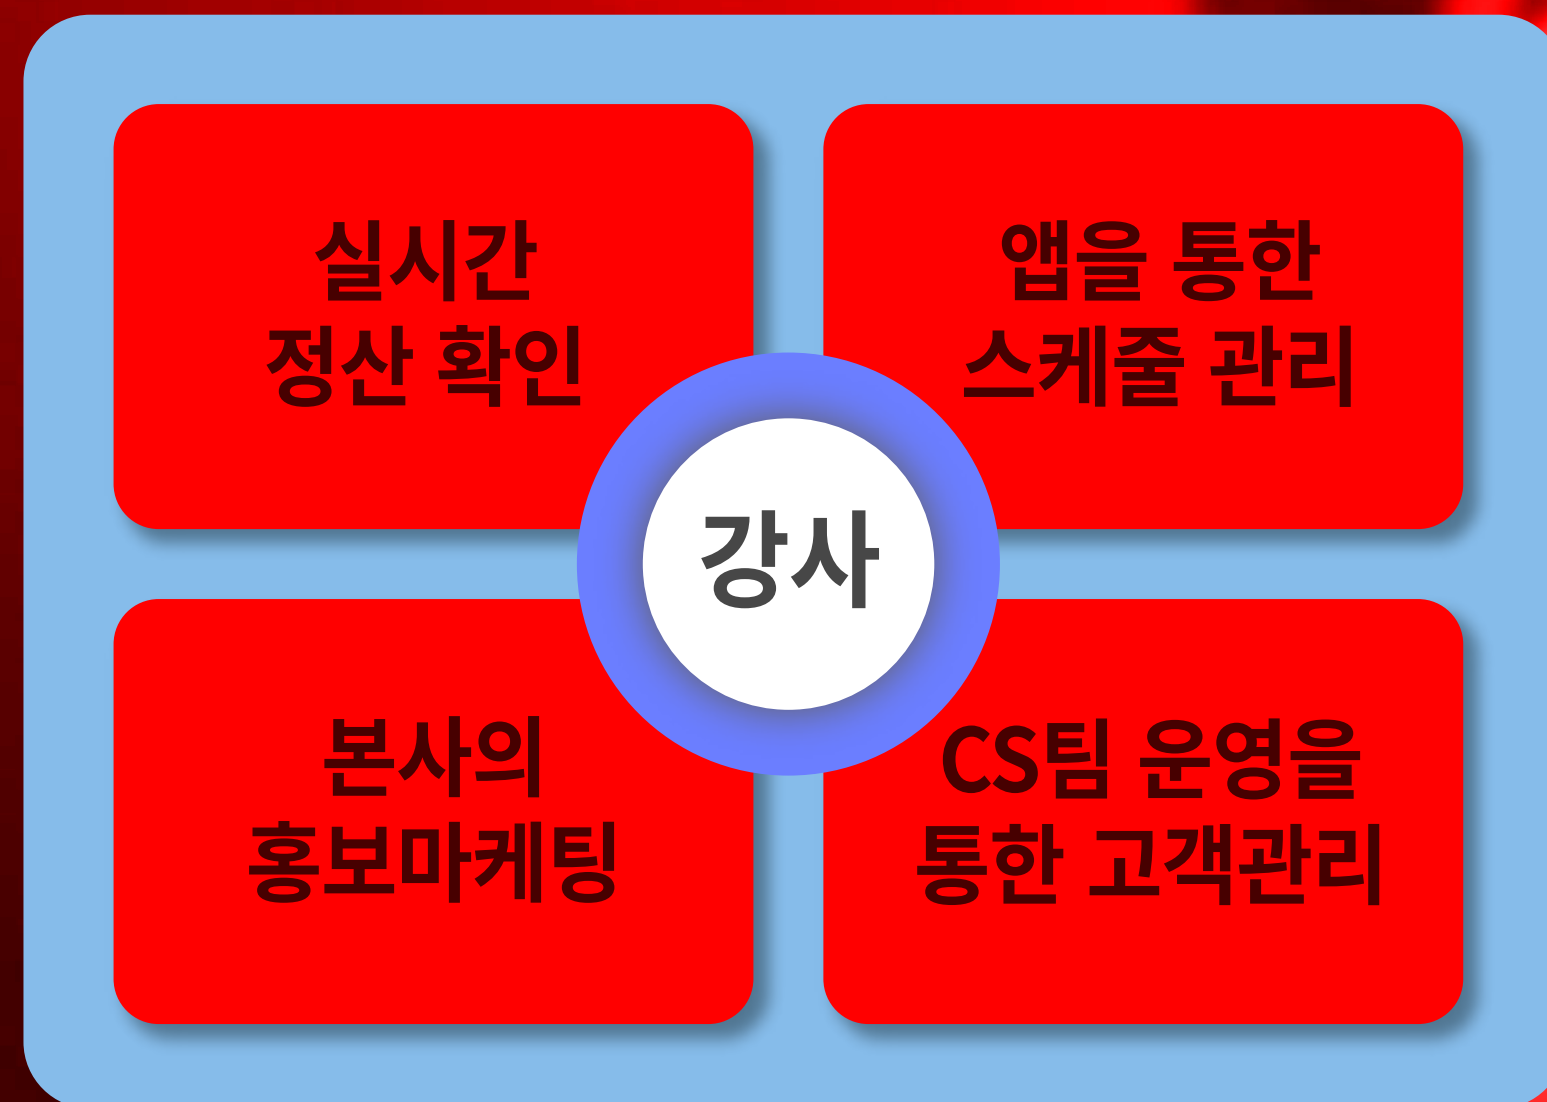 실시간
정산 확인
앱을 통한
스케줄 관리
강사
본사의
홍보마케팅
CS팀 운영을
통한 고객관리